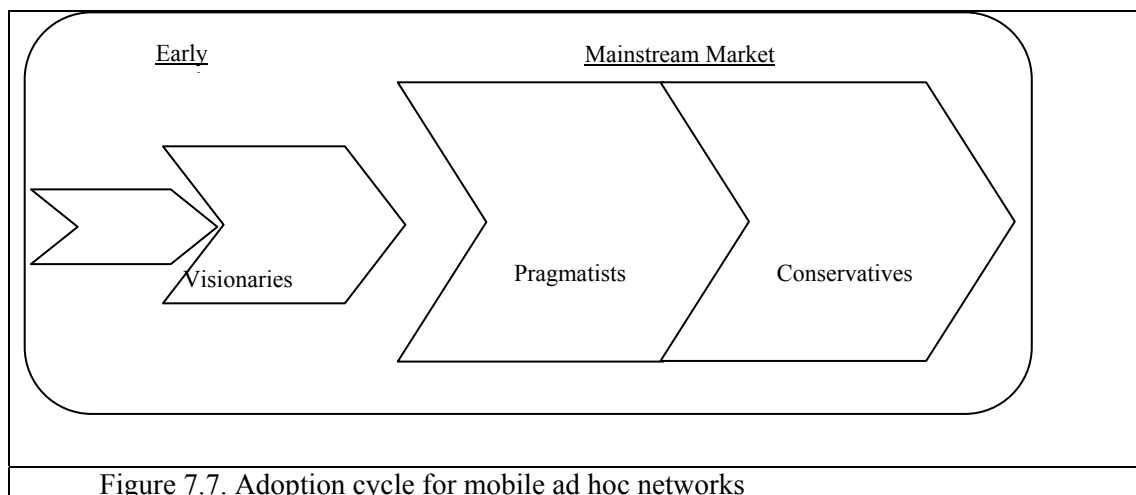 Early
Mainstream Market
Visionaries
Pragmatists
Conservatives
Figure 7.7. Adoption cycle for mobile ad hoc networks